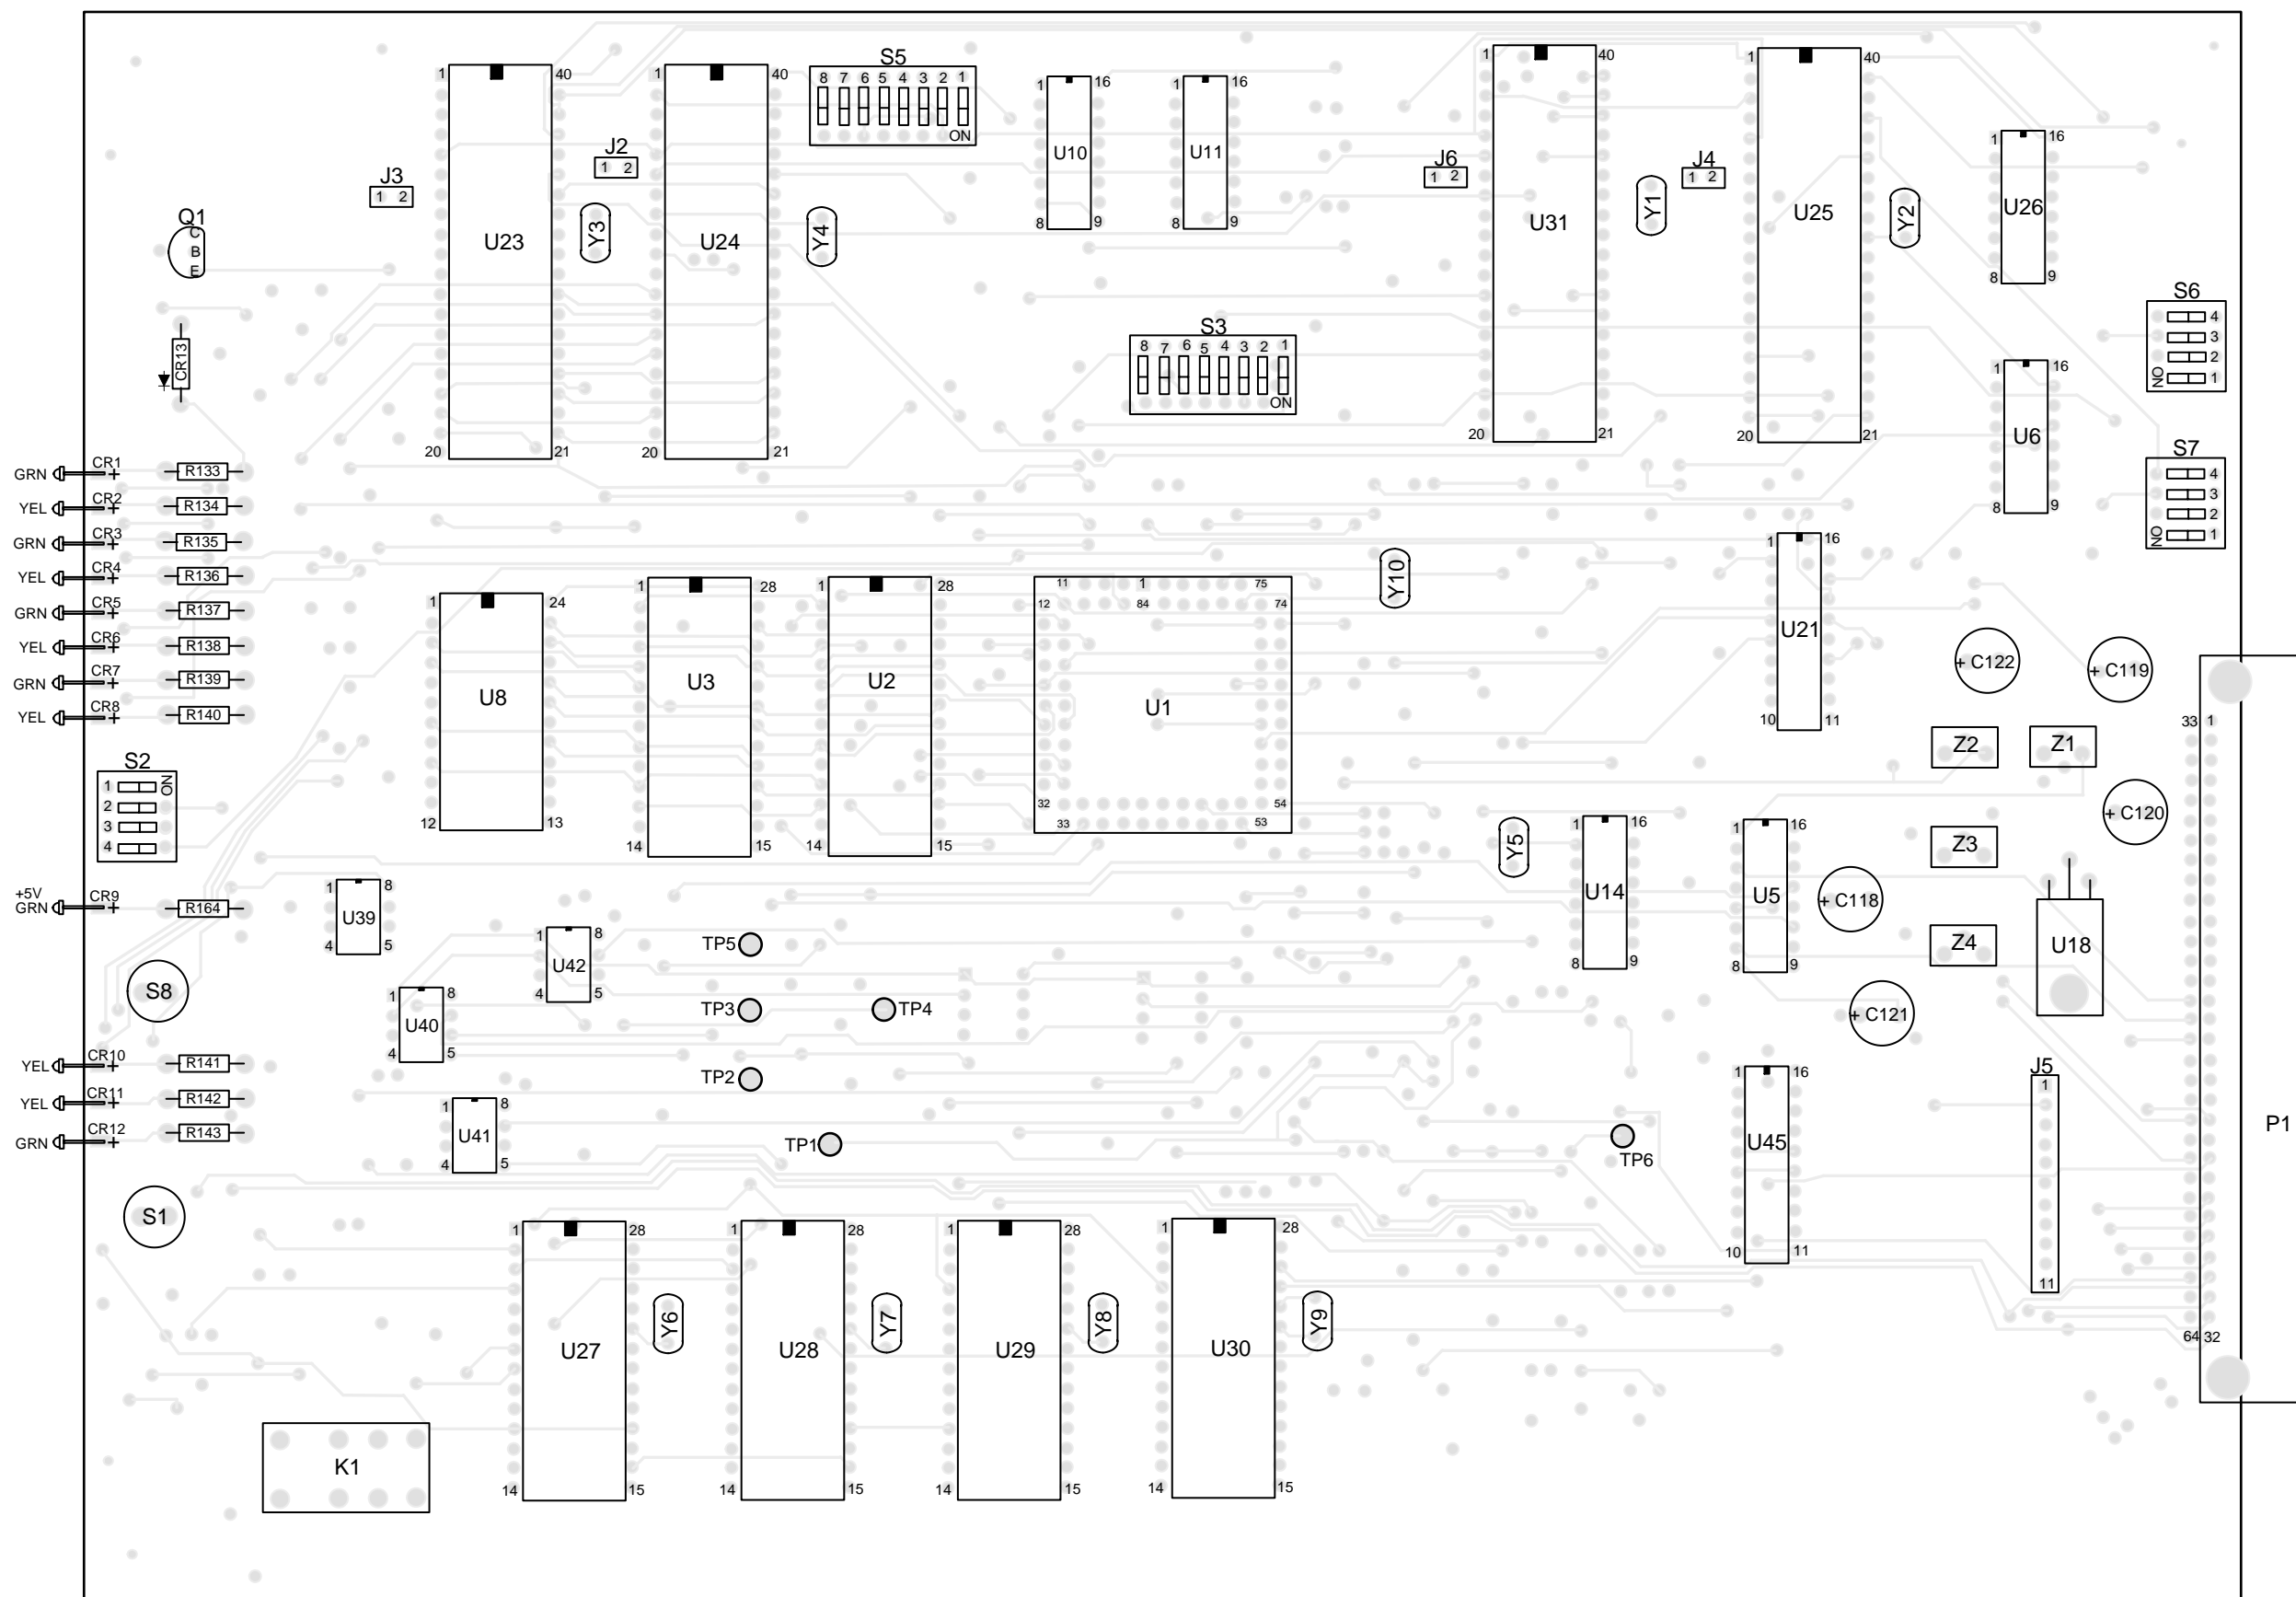 S5
8 7 6 5 4 3 2 1
ON
1 40
U23
20 21
1 40
U24
20 21
J3
1 2
J2
1 2
Q1
C
B
E
Y3
Y4
CR13
1 16
U10
8 9
1 16
U11
8 9
S3
8 7 6 5 4 3 2 1
ON
J6
1 2
1 40
U31
20 21
Y1
J4
1 2
1 40
U25
20 21
Y2
1 16
U26
8 9
S6
4
3
2
1
ON
1 16
U6
8 9
S7
4
3
2
1
ON
GRN CR1 + R133
YEL CR2 + R134
GRN CR3 + R135
YEL CR4 + R136
GRN CR5 + R137
YEL CR6 + R138
GRN CR7 + R139
YEL CR8 + R140
S2
1
2
3
4
ON
1 24
U8
12 13
1 28
U3
14 15
1 28
U2
14 15
11 1 75
12 84 74
U1
32 54
33 53
Y10
1 16
U21
10 11
+ C122
+ C119
Z2
Z1
+ C120
33 1
P1
64 32
Y5
1 16
U14
8 9
1 16
U5
8 9
+ C118
Z3
Z4
U18
+ C121
+5V
GRN CR9 + R164
S8
1 8
U39
4 5
1 8
U42
4 5
1 8
U40
4 5
TP5
TP3
TP4
TP2
TP1
TP6
YEL CR10 + R141
YEL CR11 + R142
GRN CR12 + R143
1 8
U41
4 5
S1
1 16
U45
10 11
J5
1
11
1 28
U27
14 15
Y6
1 28
U28
14 15
Y7
1 28
U29
14 15
Y8
1 28
U30
14 15
Y9
K1